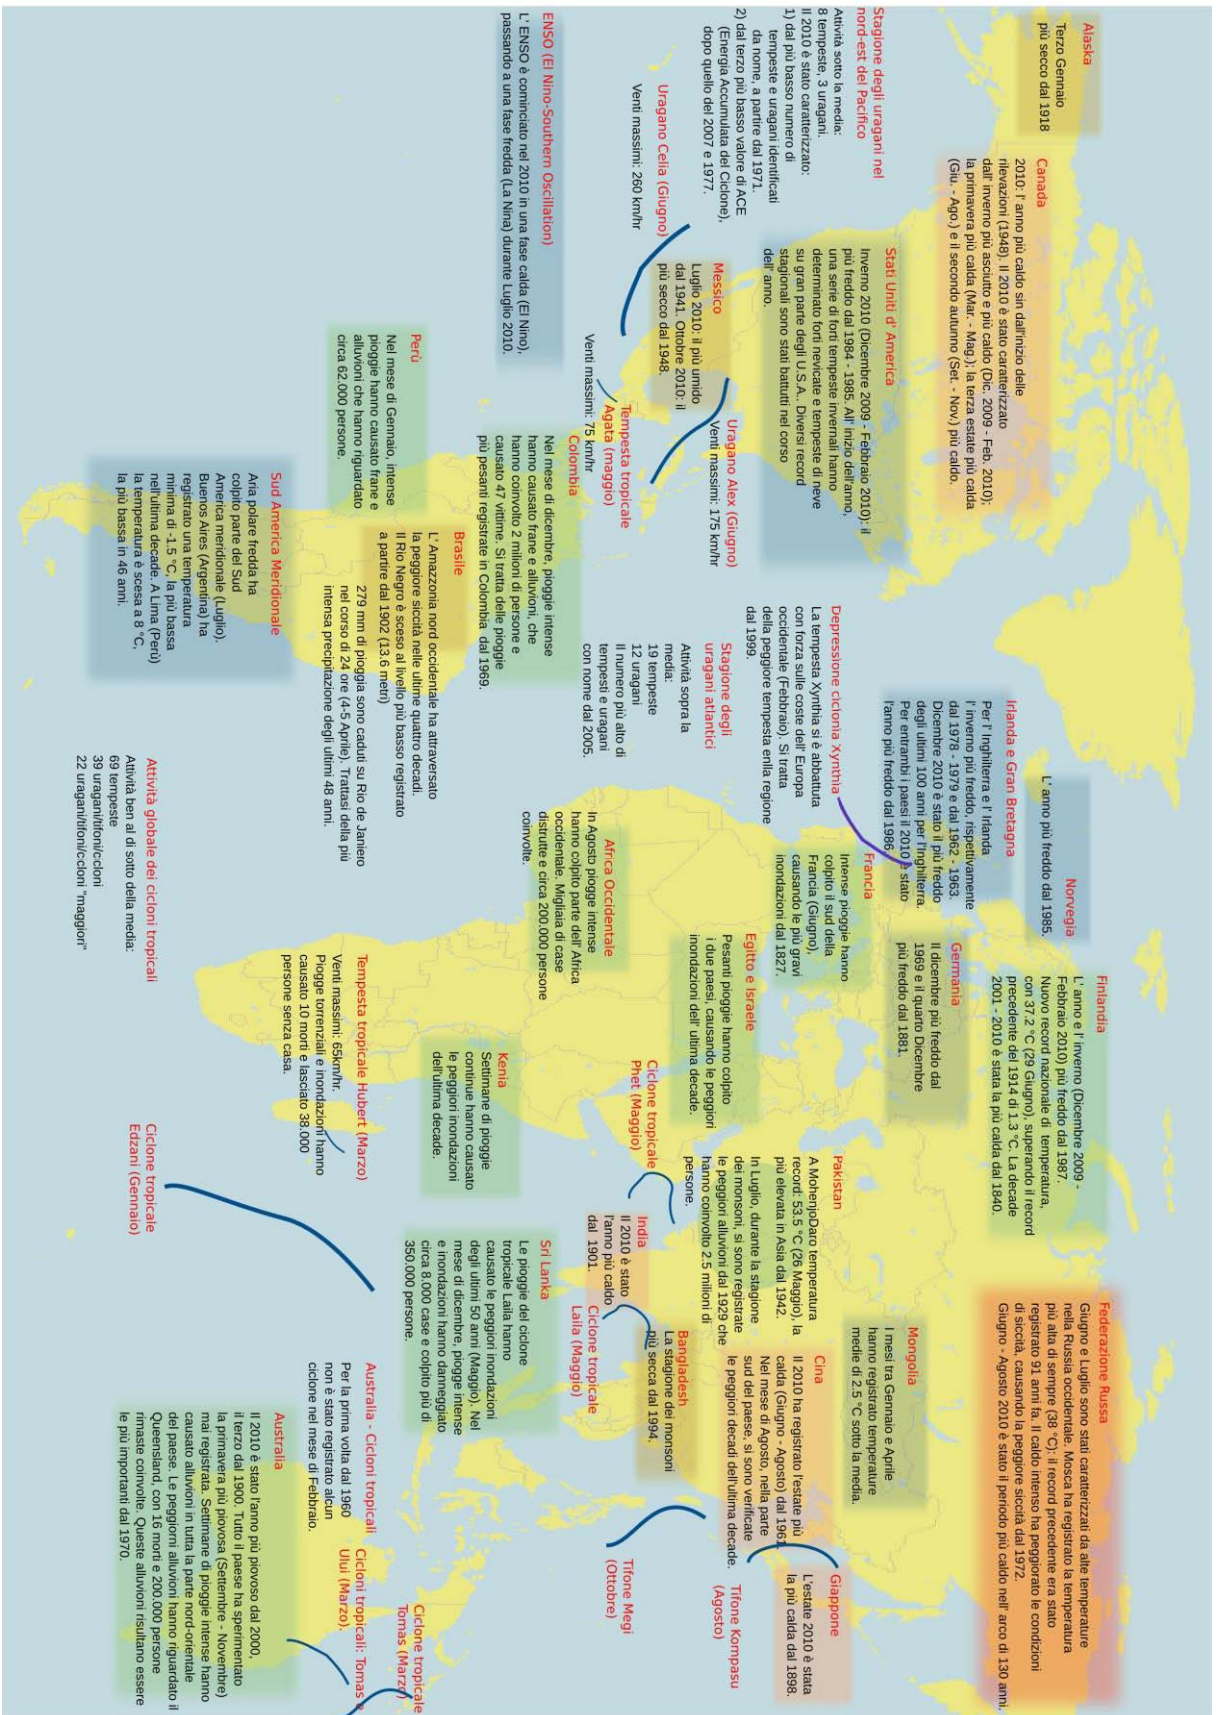 Alaska
Terzo Gennaio
più secco dal 1918
Canada
2010: l' anno più caldo sin dall'inizio delle
rilevazioni (1948). Il 2010 è stato caratterizzato
dall' inverno più asciutto e più caldo (Dic. 2009 - Feb. 2010);
la primavera più calda (Mar. - Mag.); la terza estate più calda
(Giu. - Ago.) e il secondo autunno (Set. - Nov.) più caldo.
Stagione degli uragani nel
nord-est del Pacifico
Attività sotto la media:
8 tempeste, 3 uragani
Il 2010 è stato caratterizzato:
1) dal più basso numero di
tempeste e uragani identificati
da nome, a partire dal 1971.
2) dal terzo più basso valore di ACE
(Energia Accumulata del Ciclone),
dopo quello del 2007 e 1977.
Stati Uniti d' America
Inverno 2010 (Dicembre 2009 - Febbraio 2010): il
più freddo dal 1984 - 1985. All' inizio dell'anno,
una serie di forti tempeste invernali hanno
determinato forti nevicate e tempeste di neve
su gran parte degli U.S.A.. Diversi record
stagionali sono stati battutti nel corso
dell' anno.
Uragano Celia (Giugno)
Venti massimi: 260 km/hr
Messico
Luglio 2010: il più umido
dal 1941. Ottobre 2010: il
più secco dal 1948.
Uragano Alex (Giugno)
Venti massimi: 175 km/hr
Tempesta tropicale
Agata (maggio)
Venti massimi: 75 km/hr
ENSO (El Nino-Southern Oscillation)
L' ENSO è cominciato nel 2010 in una fase calda (El Nino),
passando a una fase fredda (La Nina) durante Luglio 2010.
Colombia
Nel mese di dicembre, pioggie intense
hanno causato frane e alluvioni, che
hanno coinvolto 2 milioni di persone e
causato 47 vittime. Si tratta delle pioggie
più pesanti registrate in Colombia dal 1969.
Perù
Nel mese di Gennaio, intense
pioggie hanno causato frane e
alluvioni che hanno riguardato
circa 62.000 persone.
Brasile
L' Amazzonia nord occidentale ha attraversato
la peggiore siccità nelle ultime quattro decadi.
Il Rio Negro è sceso al livello più basso registrato
a partire dal 1902 (13.6 metri)
279 mm di pioggia sono caduti su Rio de Janiero
nel corso di 24 ore (4-5 Aprile). Trattasi della più
intensa precipitazione degli ultimi 48 anni.
Sud America Meridionale
Aria polare fredda ha
colpito parte del Sud
America meridionale (Luglio).
Buenos Aires (Argentina) ha
registrato una temperatura
minima di -1.5 °C, la più bassa
nell'ultima decade. A Lima (Perù)
la temperatura è scesa a 8 °C,
la più bassa in 46 anni.
Norvegia
L' anno più freddo dal 1985.
Irlanda e Gran Bretagna
Per l' Inghilterra e l' Irlanda
l' inverno più freddo, rispettivamente
dal 1978 - 1979 e dal 1962 - 1963.
Dicembre 2010 è stato il più freddo
degli ultimi 100 anni per l'Inghilterra.
Per entrambi i paesi il 2010 è stato
l'anno più freddo dal 1986
Depressione ciclonia Xynthia
La tempesta Xynthia si è abbattuta
con forza sulle coste dell' Europa
occidentale (Febbraio). Si tratta
della peggiore tempesta enlla regione
dal 1999.
Stagione degli
uragani atlantici
Attività sopra la
media:
19 tempeste
12 uragani
Il numero più alto di
tempesti e uragani
con nome dal 2005.
Attività globale dei cicloni tropicali
Attività ben al di sotto della media:
69 tempeste
39 uragani/tifoni/ccloni
22 uragani/tifoni/ccloni "maggiori"
Finlandia
L' anno e l' inverno (Dicembre 2009 -
Febbraio 2010) più freddo dal 1987.
Nuovo record nazionale di temperatura,
con 37.2 °C (29 Giugno), superando il record
precedente del 1914 di 1.3 °C. La decade
2001 - 2010 è stata la più calda dal 1840.
Germania
Il dicembre più freddo dal
1969 e il quarto Dicembre
più freddo dal 1881.
Francia
Intense pioggie hanno
colpito il sud della
Francia (Giugno),
causando le più gravi
inondazioni dal 1827.
Egitto e Israele
Pesanti pioggie hanno colpito
i due paesi, causando le peggiori
inondazioni dell' ultima decade.
Africa Occidentale
In Agosto piogge intense
hanno colpito parte dell' Africa
occidentale. Migliaia di case
distrutte e circa 200.000 persone
coinvolte.
Kenia
Settimane di pioggie
continue hanno causato
le peggiori inondazioni
dell'ultima decade.
Tempesta tropicale Hubert (Marzo)
Venti massimi: 65km/hr.
Piogge torrenziali e inondazioni hanno
causato 10 morti e lasciato 38.000
persone senza casa.
Ciclone tropicale
Edzani (Gennaio)
Ciclone tropicale
Phet (Maggio)
Pakistan
A MohenjoDaro temperatura
record: 53.5 °C (26 Maggio), la
più elevata in Asia dal 1942.
In Luglio, durante la stagione
dei monsoni, si sono registrate
le peggiori alluvioni dal 1929 che
hanno coinvolto 2.5 milioni di
persone.
India
Il 2010 è stato
l'anno più caldo
dal 1901.
Ciclone tropicale
Laila (Maggio)
Sri Lanka
Le pioggie del ciclone
tropicale Laila hanno
causato le peggiori inondazioni
degli ultimi 50 anni (Maggio). Nel
mese di dicembre, piogge intense
e inondazioni hanno danneggiato
circa 8.000 case e colpito più di
350.000 persone.
Federazione Russa
Giugno e Luglio sono stati caratterizzati da alte temperature
nella Russia occidentale. Mosca ha registrato la temperatura
più alta di sempre (38 °C): il record precedente era stato
registrato 91 anni fa. Il caldo intenso ha peggiorato le condizioni
di siccità, causando la peggiore siccità dal 1972.
Giugno - Agosto 2010 è stato il periodo più caldo nell' arco di 130 anni.
Mongolia
I mesi tra Gennaio e Aprile
hanno registrato temperature
medie di 2.5 °C sotto la media.
Cina
Il 2010 ha registrato l'estate più
calda (Giugno - Agosto) dal 1961
Nel mese di Agosto, nella parte
sud del paese, si sono verificate
le peggiori decadi dell'ultima decade.
Bangladesh
La stagione dei monsoni
più secca dal 1994.
Giappone
L'estate 2010 è stata
la più calda dal 1898.
Tifone Kompasu
(Agosto)
Tifone Megi
(Ottobre)
Australia - Cicloni tropicali
Per la prima volta dal 1960
non è stato registrato alcun
ciclone nel mese di Febbraio.
Ciclone tropicale
Tomas (Marzo)
Cicloni tropicali: Tomas e
Ului (Marzo).
Australia
Il 2010 è stato l'anno più piovoso dal 2000,
il terzo dal 1900. Tutto il paese ha sperimentato
la primavera più piovosa (Settembre - Novembre)
mai registrata. Settimane di piogge intense hanno
causato alluvioni in tutta la parte nord-orientale
del paese. Le peggiorni alluvioni hanno riguardato il
Queensland, con 16 morti e 200.000 persone
rimaste coinvolte. Queste alluvioni risultano essere
le più importanti dal 1970.